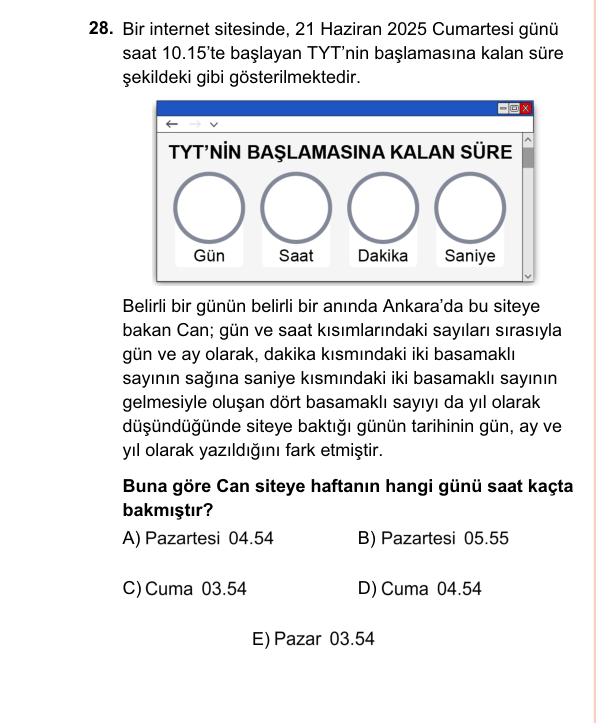 28. Bir internet sitesinde, 21 Haziran 2025 Cumartesi günü
saat 10.15’te başlayan TYT’nin başlamasına kalan süre
şekildeki gibi gösterilmektedir.
TYT’NİN BAŞLAMASINA KALAN SÜRE
Gün Saat Dakika Saniye
Belirli bir günün belirli bir anında Ankara’da bu siteye
bakan Can; gün ve saat kısımlarındaki sayıları sırasıyla
gün ve ay olarak, dakika kısmındaki iki basamaklı
sayının sağına saniye kısmındaki iki basamaklı sayının
gelmesiyle oluşan dört basamaklı sayıyı da yıl olarak
düşündüğünde siteye baktığı günün tarihinin gün, ay ve
yıl olarak yazıldığını fark etmiştir.
Buna göre Can siteye haftanın hangi günü saat kaçta
bakmıştır?
A) Pazartesi 04.54 B) Pazartesi 05.55
C) Cuma 03.54 D) Cuma 04.54
E) Pazar 03.54